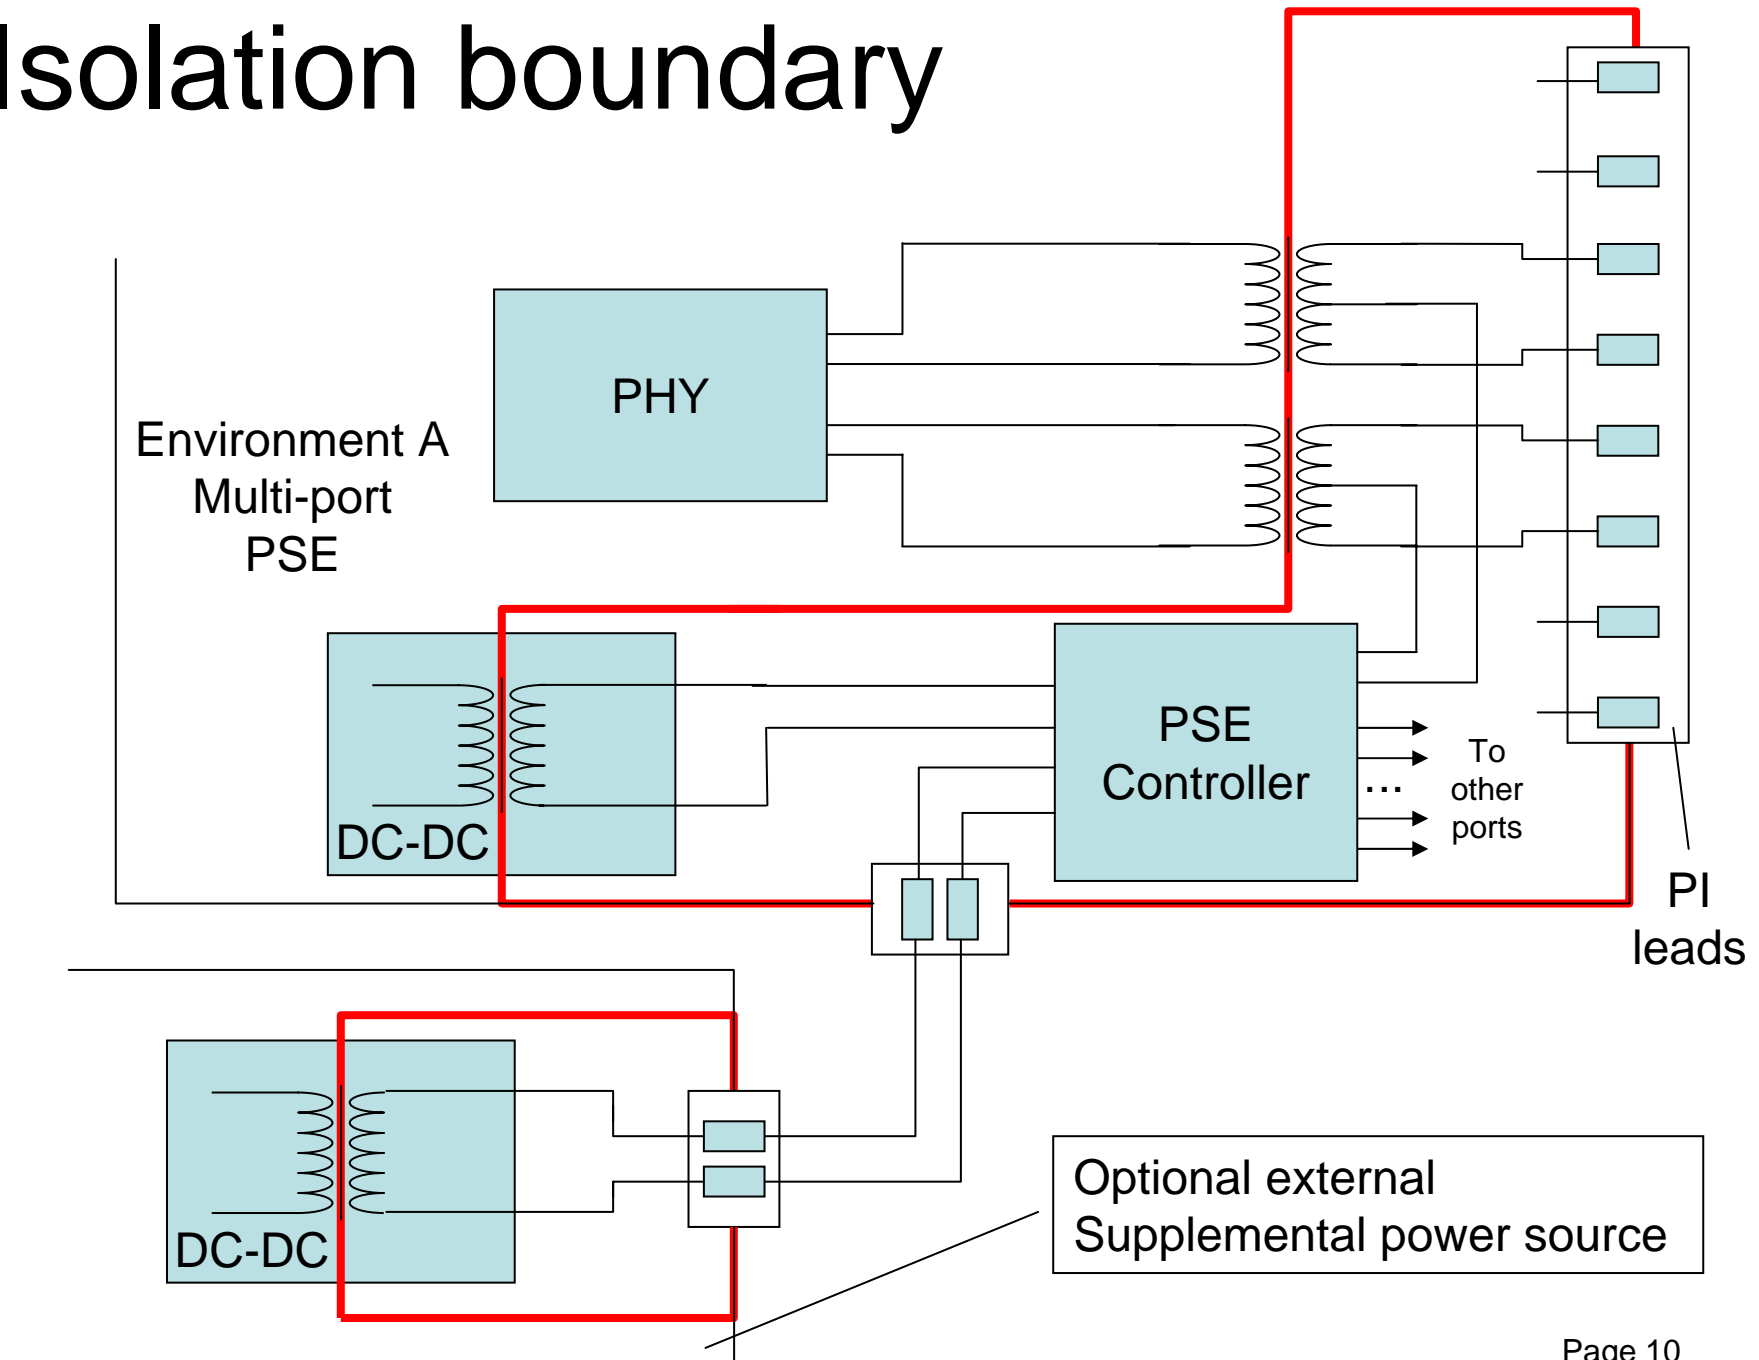 Isolation boundary
PHY
Environment A
Multi-port
PSE
PSE
Controller
To
other
ports
...
DC-DC
PI
leads
DC-DC
Optional external
Supplemental power source
Page 10